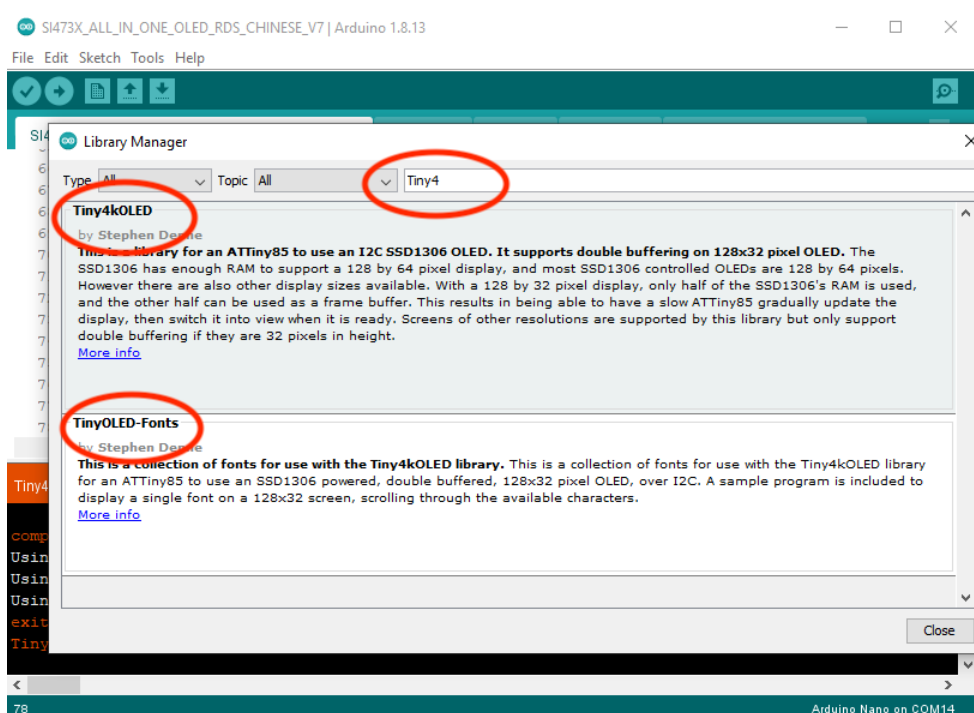 SI473X_ALL_IN_ONE_OLED_RDS_CHINESE_V7 | Arduino 1.8.13
File Edit Sketch Tools Help
SI4
Library Manager
Type All Topic All Tiny4
Tiny4kOLED
by Stephen Denne
This is a library for an ATTiny85 to use an I2C SSD1306 OLED. It supports double buffering on 128x32 pixel OLED. The
SSD1306 has enough RAM to support a 128 by 64 pixel display, and most SSD1306 controlled OLEDs are 128 by 64 pixels.
However there are also other display sizes available. With a 128 by 32 pixel display, only half of the SSD1306's RAM is used,
and the other half can be used as a frame buffer. This results in being able to have a slow ATTiny85 gradually update the
display, then switch it into view when it is ready. Screens of other resolutions are supported by this library but only support
double buffering if they are 32 pixels in height.
More info
TinyOLED-Fonts
by Stephen Denne
This is a collection of fonts for use with the Tiny4kOLED library. This is a collection of fonts for use with the Tiny4kOLED library
for an ATTiny85 to use an SSD1306 powered, double buffered, 128x32 pixel OLED, over I2C. A sample program is included to
display a single font on a 128x32 screen, scrolling through the available characters.
More info
Tiny4
comp
Usin
Usin
Usin
exit
Tiny
Close
78 Arduino Nano on COM14